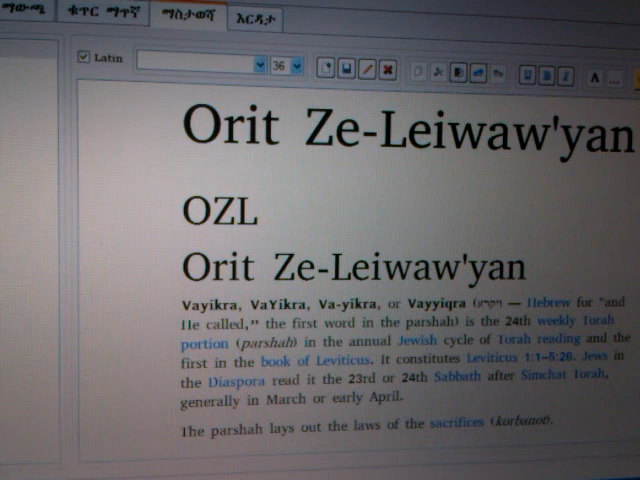 ማውጫ ቁጥር ማጥኛ ማስታወሻ እርዳታ
Latin 36
Orit Ze-Leiwaw'yan
OZL
Orit Ze-Leiwaw'yan
Vayikra, VaYikra, Va-yikra, or Vayyiqra (ויקרא — Hebrew for "and
He called," the first word in the parshah) is the 24th weekly Torah
portion (parshah) in the annual Jewish cycle of Torah reading and the
first in the book of Leviticus. It constitutes Leviticus 1:1–5:26. Jews in
the Diaspora read it the 23rd or 24th Sabbath after Simchat Torah,
generally in March or early April.
The parshah lays out the laws of the sacrifices (korbanot).